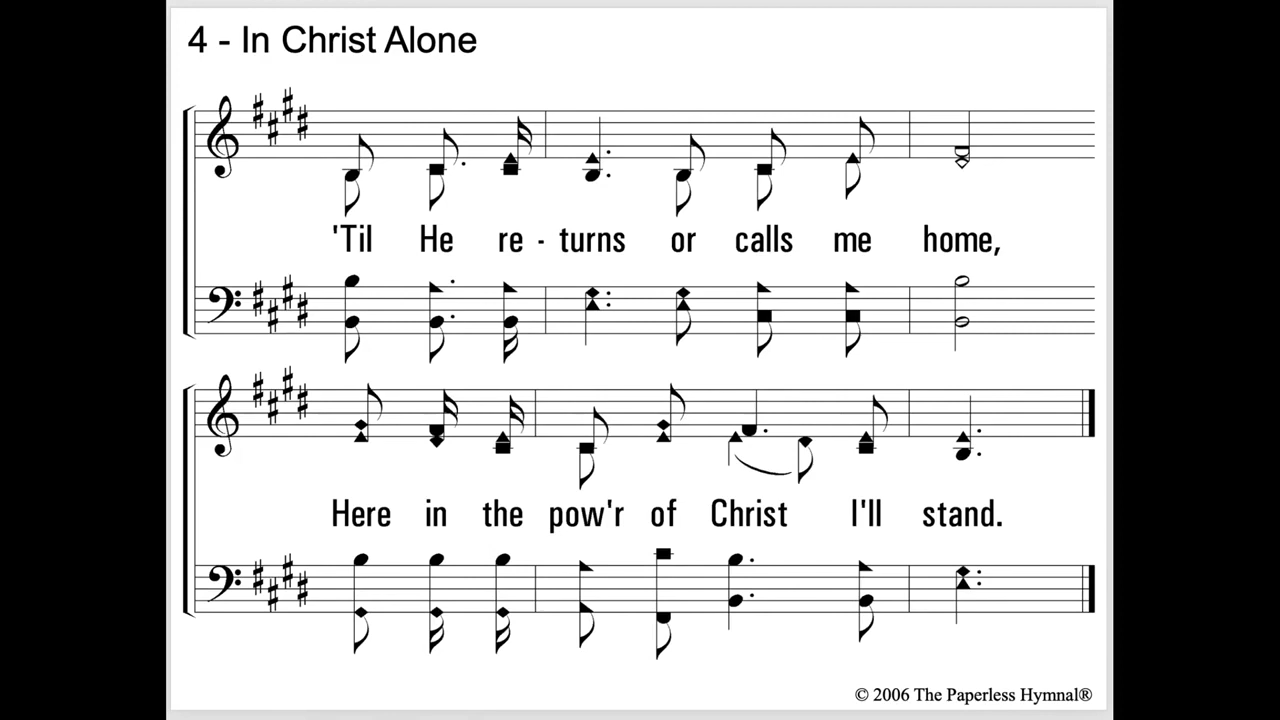 4 - In Christ Alone
'Til He re - turns or calls me home,
Here in the pow'r of Christ I'll stand.
© 2006 The Paperless Hymnal®